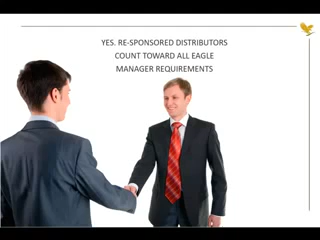 YES. RE-SPONSORED DISTRIBUTORS
COUNT TOWARD ALL EAGLE
MANAGER REQUIREMENTS